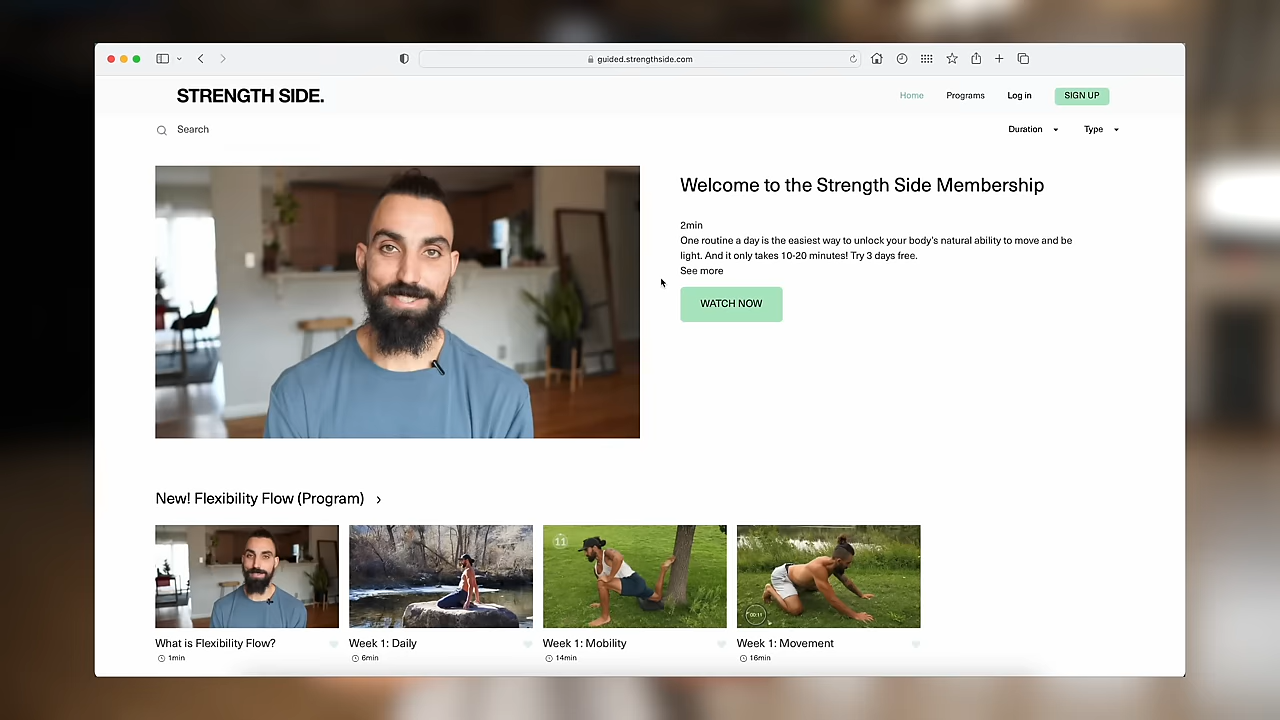 guided.strengthside.com
STRENGTH SIDE.
Home
Programs
Log in
SIGN UP
Search
Duration
Type
Welcome to the Strength Side Membership
2min
One routine a day is the easiest way to unlock your body's natural ability to move and be
light. And it only takes 10-20 minutes! Try 3 days free.
See more
WATCH NOW
New! Flexibility Flow (Program)
11
00:11
What is Flexibility Flow?
Week 1: Daily
Week 1: Mobility
Week 1: Movement
1min
6min
14min
16min